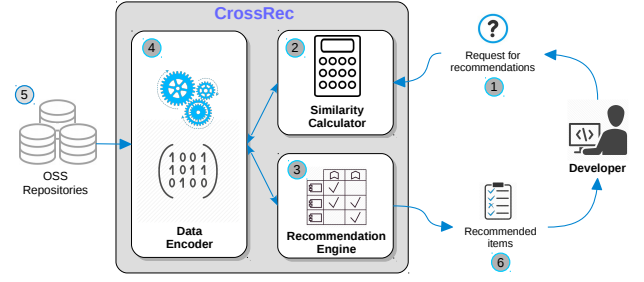 CrossRec
4
1001
1011
0100
Data
Encoder
2
Similarity
Calculator
3
Recommendation
Engine
5
OSS
Repositories
?
Request for
recommendations
1
</>
Developer
Recommended
items
6